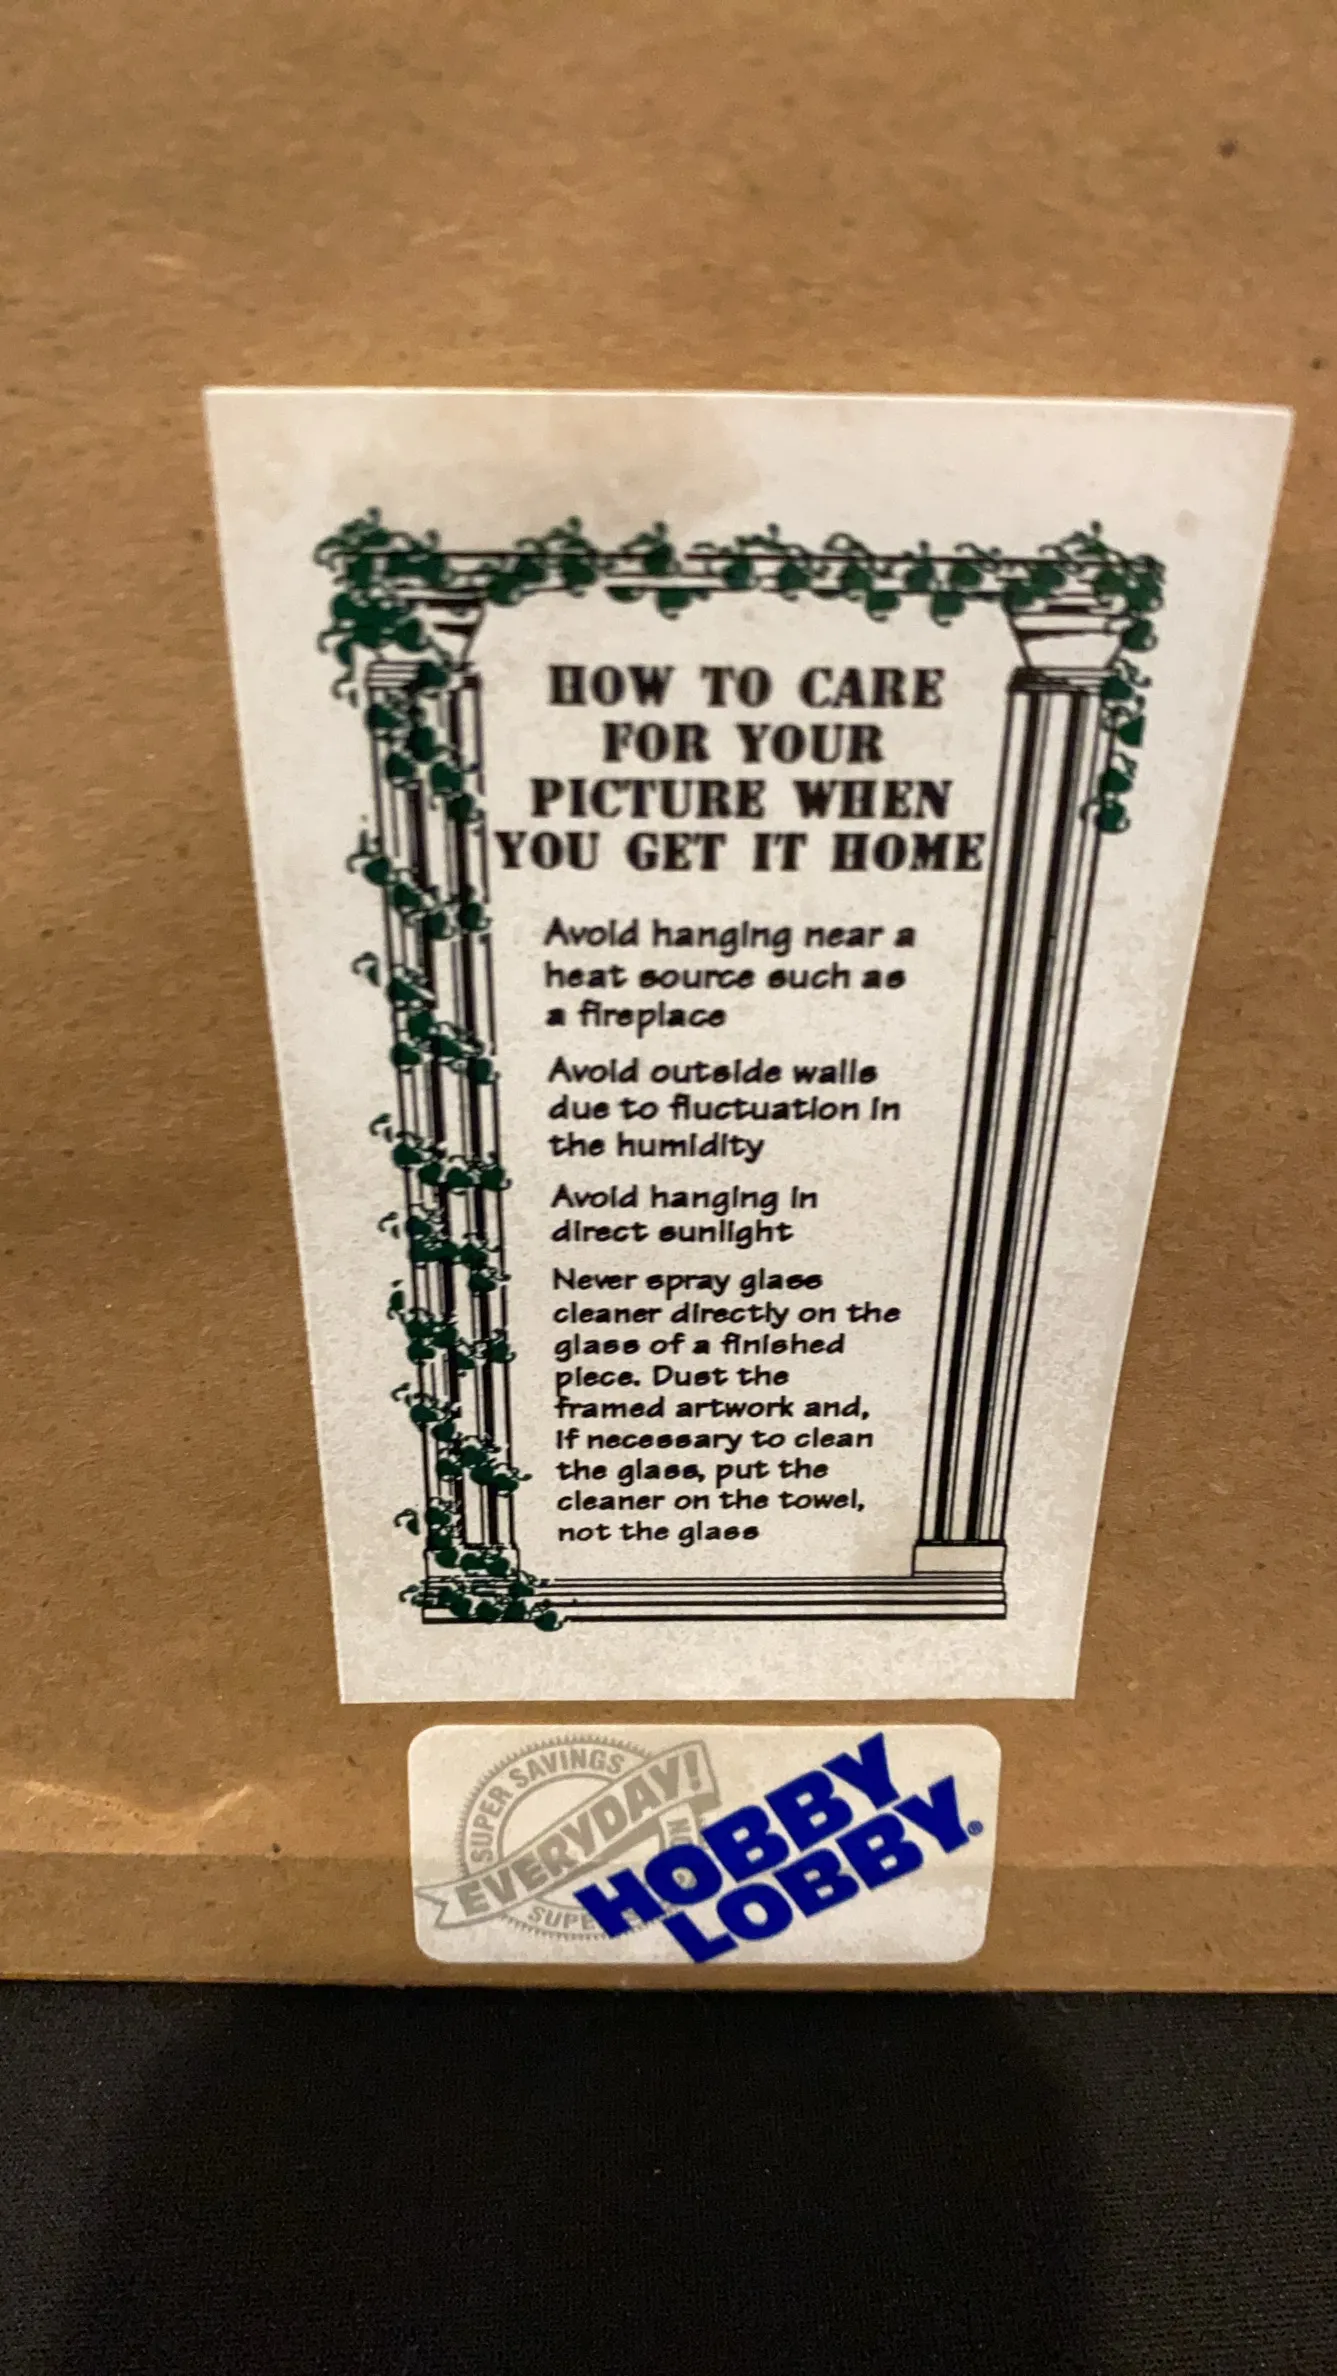 HOW TO CARE
FOR YOUR
PICTURE WHEN
YOU GET IT HOME
Avoid hanging near a
heat source such as
a fireplace
Avoid outside walls
due to fluctuation in
the humidity
Avoid hanging in
direct sunlight
Never spray glass
cleaner directly on the
glass of a finished
piece. Dust the
framed artwork and,
If necessary to clean
the glass, put the
cleaner on the towel,
not the glass
SUPER SAVINGS
EVERYDAY!
HOBBY
LOBBY®